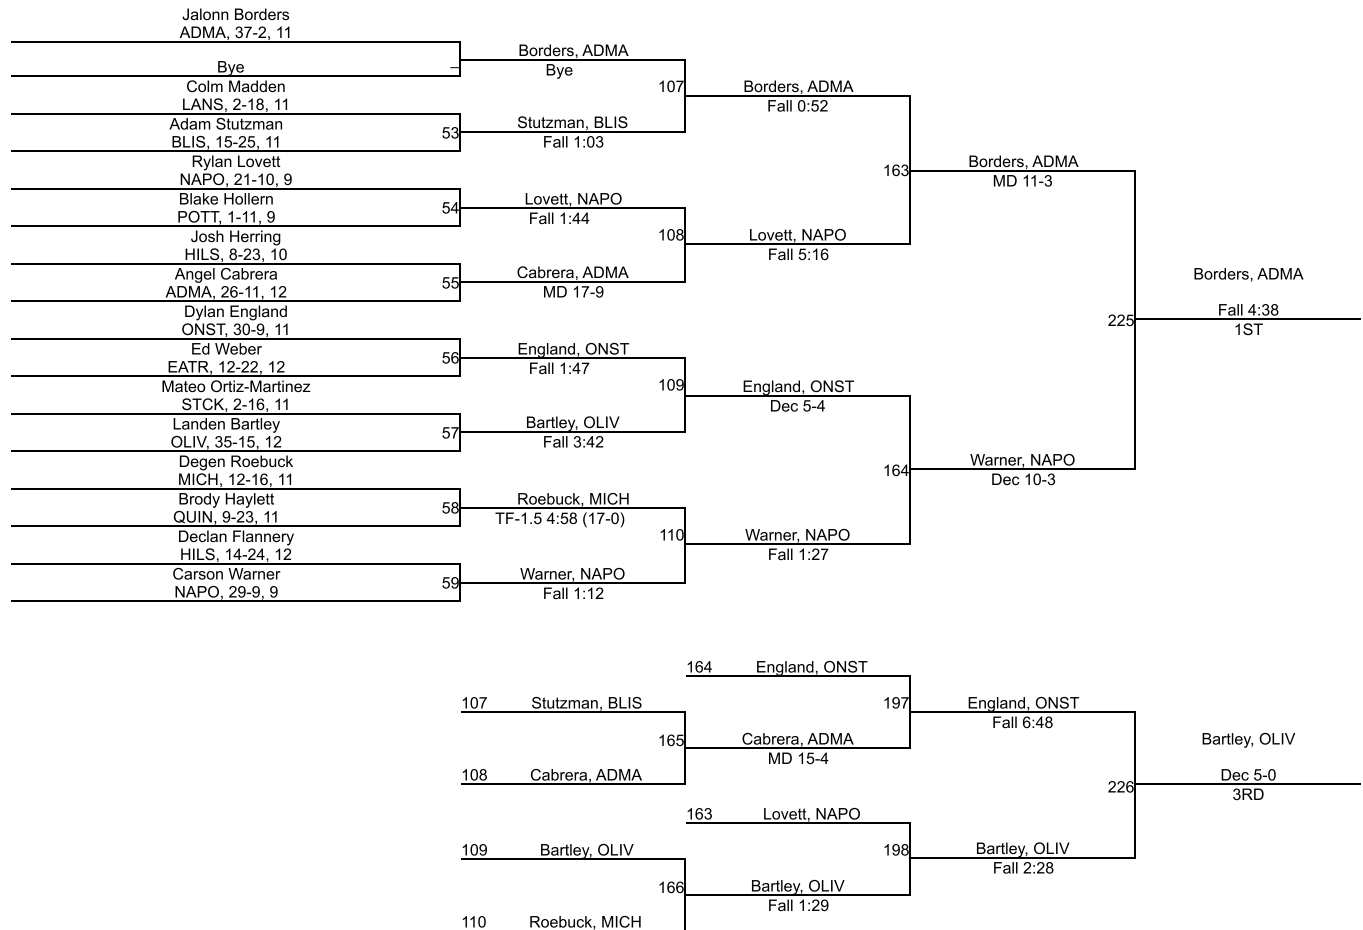 Jalonn Borders
ADMA, 37-2, 11
Bye
Colm Madden
LANS, 2-18, 11
Adam Stutzman
BLIS, 15-25, 11
Rylan Lovett
NAPO, 21-10, 9
Blake Hollern
POTT, 1-11, 9
Josh Herring
HILS, 8-23, 10
Angel Cabrera
ADMA, 26-11, 12
Dylan England
ONST, 30-9, 11
Ed Weber
EATR, 12-22, 12
Mateo Ortiz-Martinez
STCK, 2-16, 11
Landen Bartley
OLIV, 35-15, 12
Degen Roebuck
MICH, 12-16, 11
Brody Haylett
QUIN, 9-23, 11
Declan Flannery
HILS, 14-24, 12
Carson Warner
NAPO, 29-9, 9
–
53
54
55
56
57
58
59
Borders, ADMA
Bye
Stutzman, BLIS
Fall 1:03
Lovett, NAPO
Fall 1:44
Cabrera, ADMA
MD 17-9
England, ONST
Fall 1:47
Bartley, OLIV
Fall 3:42
Roebuck, MICH
TF-1.5 4:58 (17-0)
Warner, NAPO
Fall 1:12
107
108
109
110
Borders, ADMA
Fall 0:52
Lovett, NAPO
Fall 5:16
England, ONST
Dec 5-4
Warner, NAPO
Fall 1:27
163
164
Borders, ADMA
MD 11-3
Warner, NAPO
Dec 10-3
225
Borders, ADMA
Fall 4:38
1ST
107
Stutzman, BLIS
108
Cabrera, ADMA
109
Bartley, OLIV
110
Roebuck, MICH
165
166
164
England, ONST
Cabrera, ADMA
MD 15-4
163
Lovett, NAPO
Bartley, OLIV
Fall 1:29
197
198
England, ONST
Fall 6:48
Bartley, OLIV
Fall 2:28
226
Bartley, OLIV
Dec 5-0
3RD